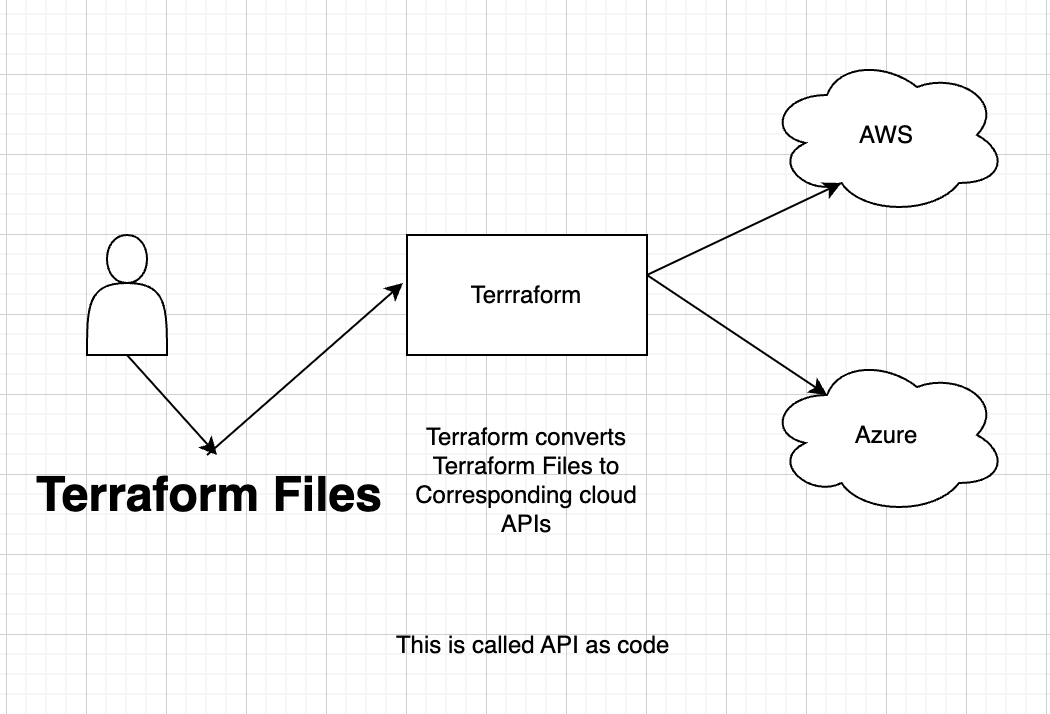 AWS
Terrraform
Azure
Terraform converts
Terraform Files to
Corresponding cloud
APIs
Terraform Files
This is called API as code